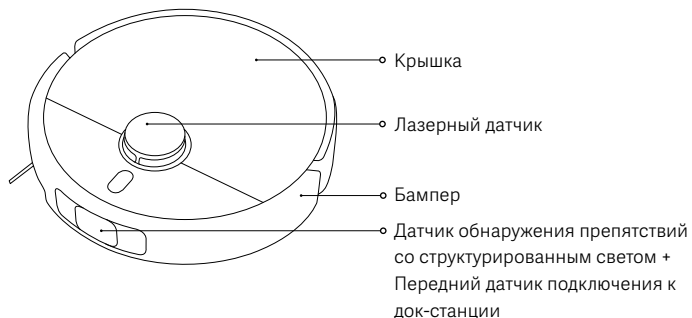 Крышка
Лазерный датчик
Бампер
Датчик обнаружения препятствий
со структурированным светом +
Передний датчик подключения к
док-станции